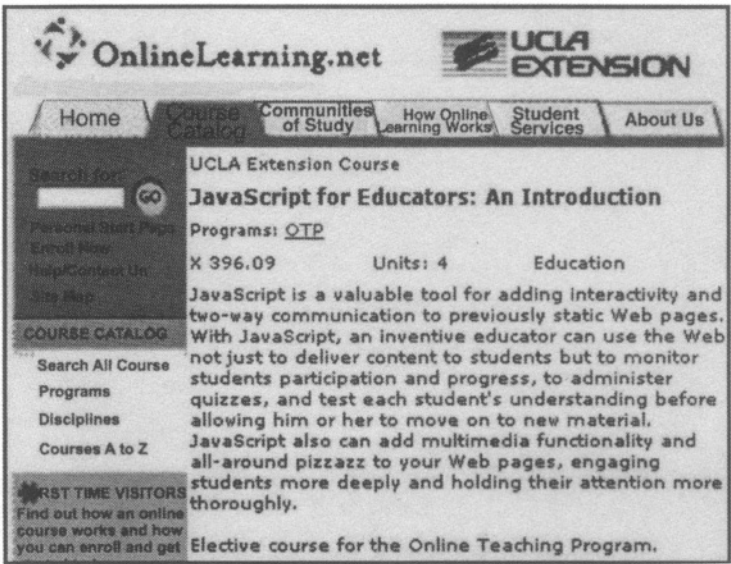 OnlineLearning.net
UCLA
EXTENSION
Home
Course
Catalog
Communities
of Study
How Online
Learning Works
Student
Services
About Us
Search for:
GO
Personal Start Page
Enroll Now
Help/Contact Us
Site Map
COURSE CATALOG
Search All Course
Programs
Disciplines
Courses A to Z
RST TIME VISITORS
Find out how an online
course works and how
you can enroll and get
UCLA Extension Course
JavaScript for Educators: An Introduction
Programs: OTP
X 396.09 Units: 4 Education
JavaScript is a valuable tool for adding interactivity and
two-way communication to previously static Web pages.
With JavaScript, an inventive educator can use the Web
not just to deliver content to students but to monitor
students participation and progress, to administer
quizzes, and test each student's understanding before
allowing him or her to move on to new material.
JavaScript also can add multimedia functionality and
all-around pizzazz to your Web pages, engaging
students more deeply and holding their attention more
thoroughly.
Elective course for the Online Teaching Program.